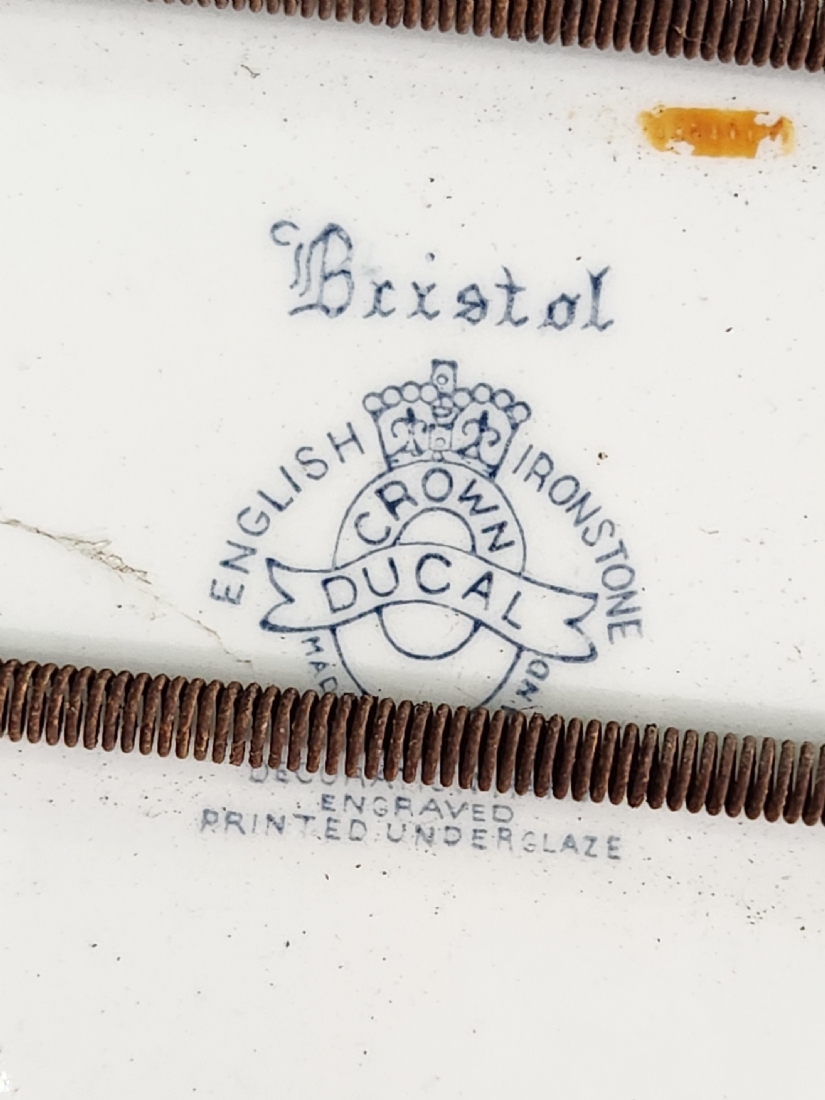 Bristol
ENGLISH IRONSTONE
CROWN
DUCAL
ENGRAVED
PRINTED UNDERGLAZE